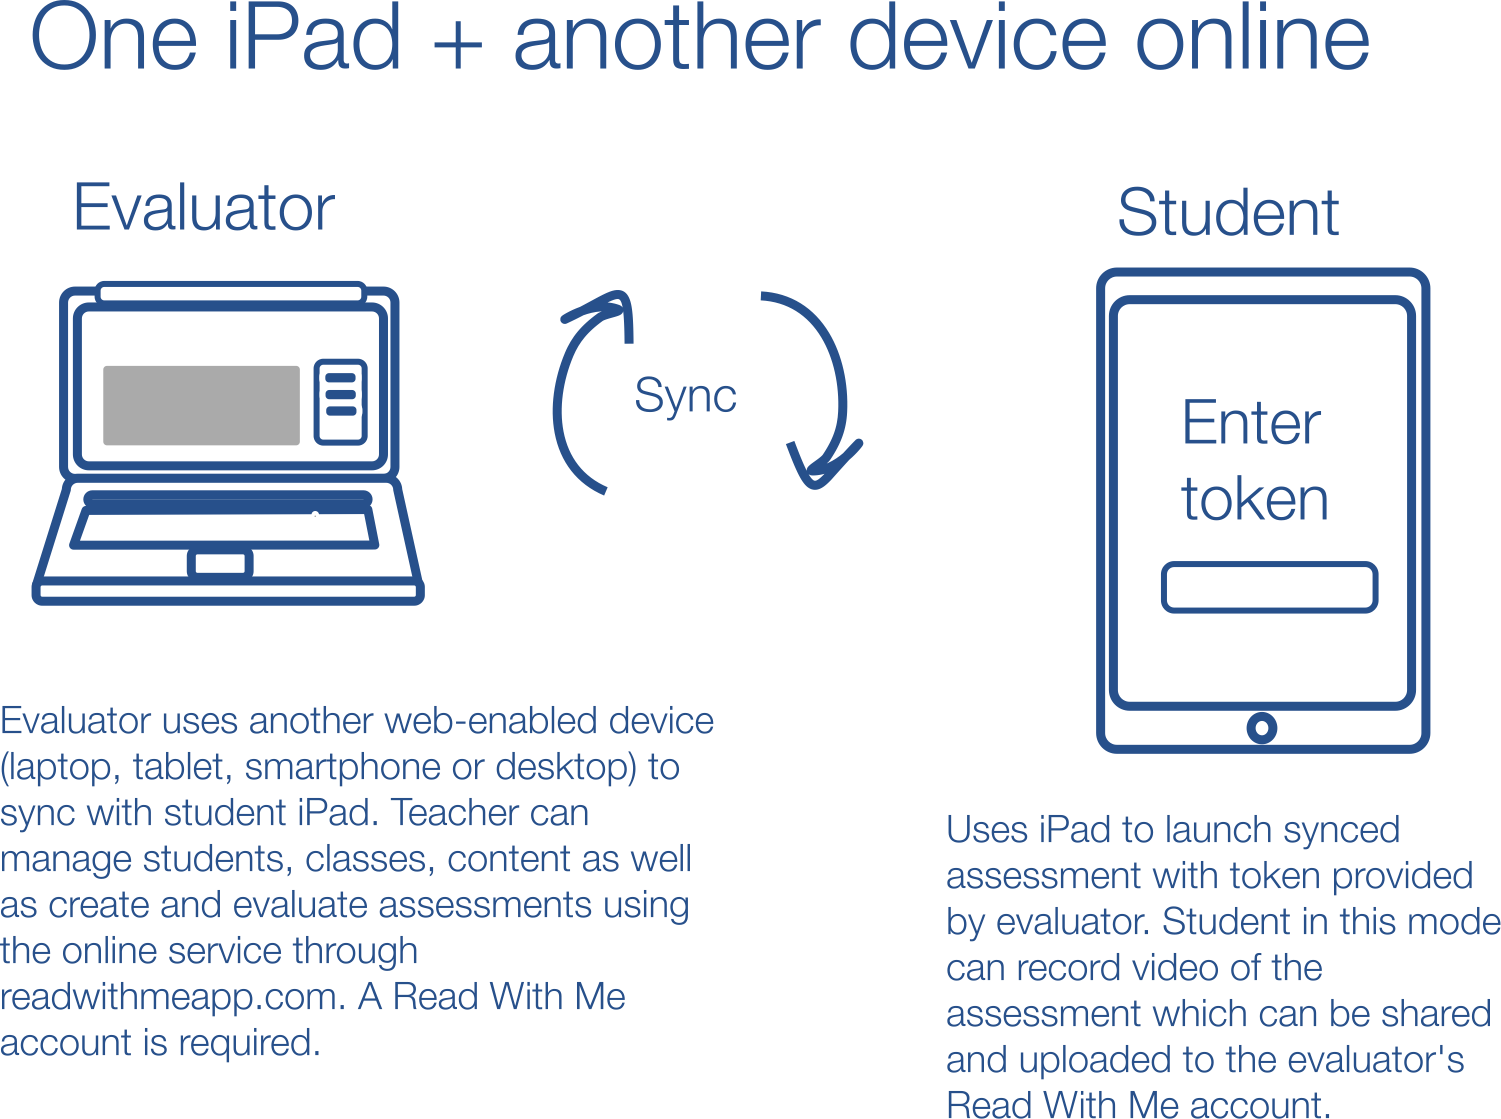 One iPad + another device online
Evaluator
Student
Sync
Enter
token
Evaluator uses another web-enabled device
(laptop, tablet, smartphone or desktop) to
sync with student iPad. Teacher can
manage students, classes, content as well
as create and evaluate assessments using
the online service through
readwithmeapp.com. A Read With Me
account is required.
Uses iPad to launch synced
assessment with token provided
by evaluator. Student in this mode
can record video of the
assessment which can be shared
and uploaded to the evaluator's
Read With Me account.